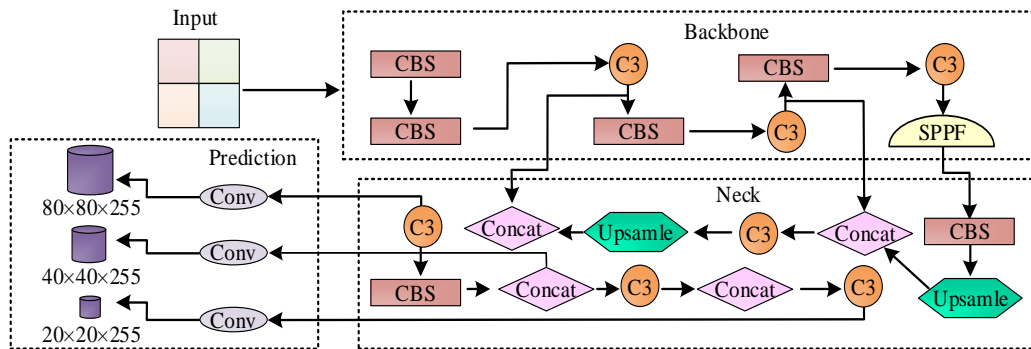 Input
Backbone
CBS
C3
CBS
C3
CBS
CBS
C3
SPPF
Prediction
80×80×255
Conv
40×40×255
Conv
20×20×255
Conv
Neck
C3
Concat
Upsamle
C3
Concat
CBS
CBS
Concat
C3
Concat
C3
Upsamle